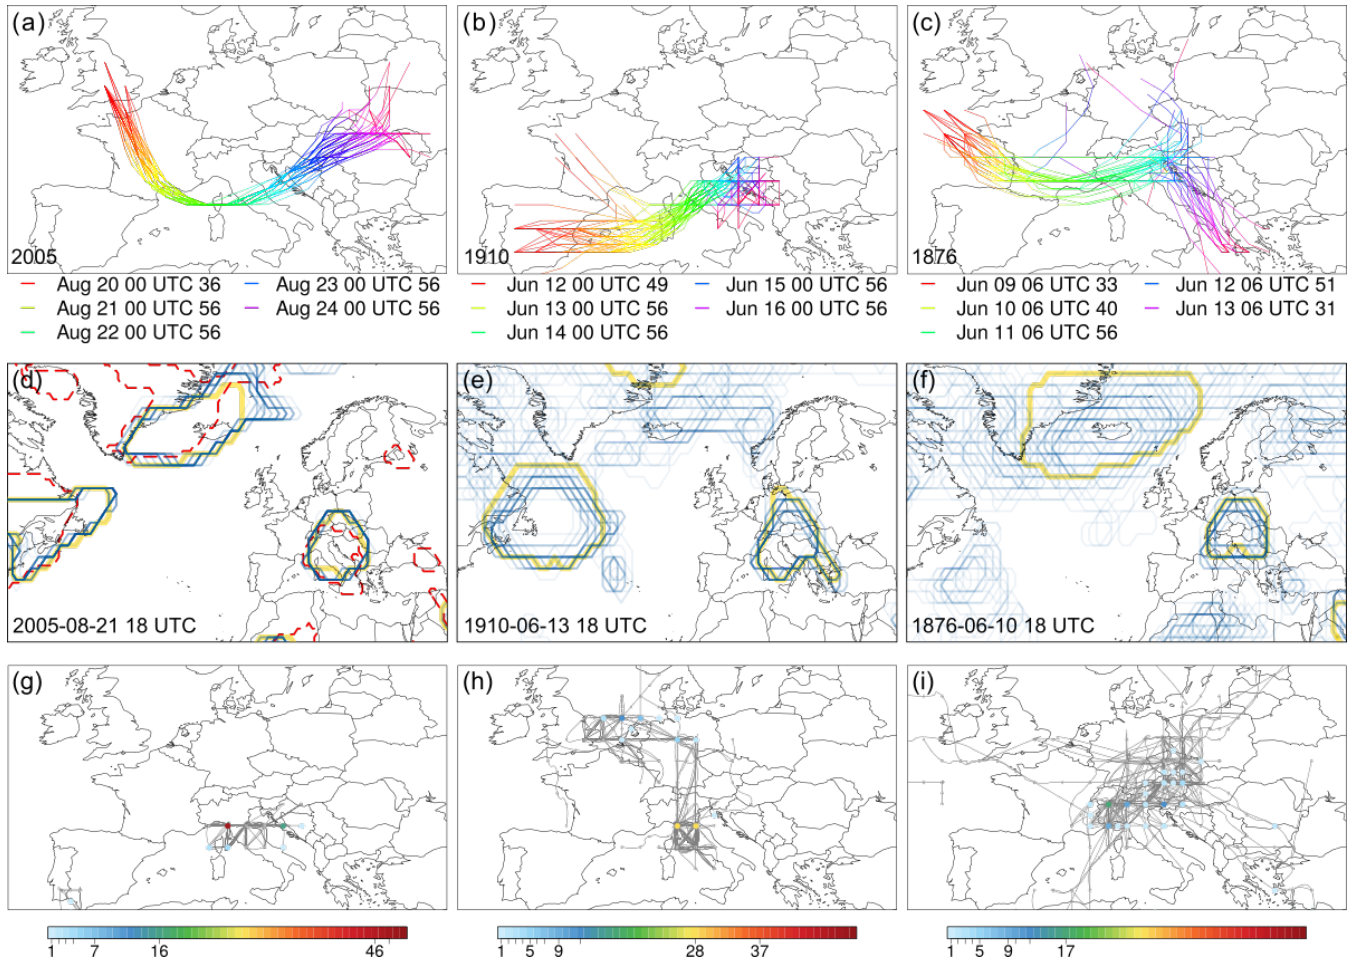 (a) (b) (c)
2005 1910 1876
Aug 20 00 UTC 36 Aug 23 00 UTC 56 Jun 12 00 UTC 49 Jun 15 00 UTC 56 Jun 09 06 UTC 33 Jun 12 06 UTC 51
Aug 21 00 UTC 56 Aug 24 00 UTC 56 Jun 13 00 UTC 56 Jun 16 00 UTC 56 Jun 10 06 UTC 40 Jun 13 06 UTC 31
Aug 22 00 UTC 56 Jun 14 00 UTC 56 Jun 11 06 UTC 56
(d) (e) (f)
2005-08-21 18 UTC 1910-06-13 18 UTC 1876-06-10 18 UTC
(g) (h) (i)
1 7 16 46 1 5 9 28 37 1 5 9 17